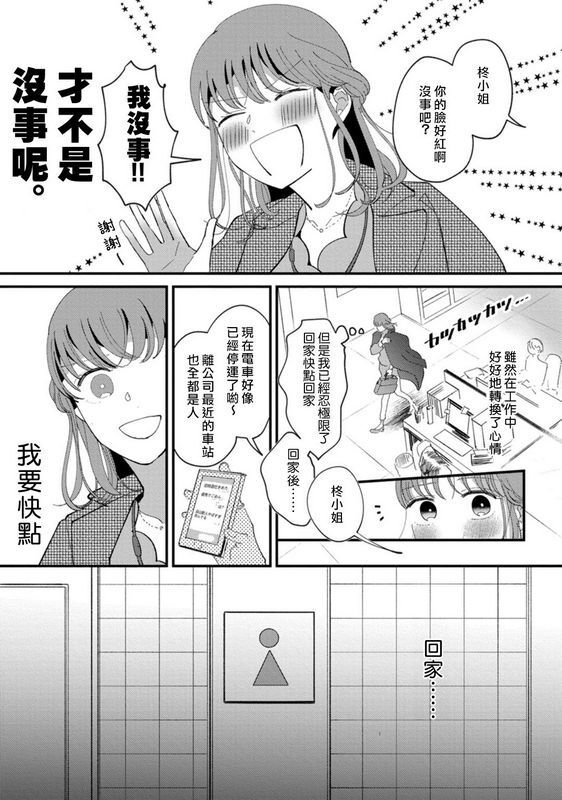 柊小姐
你的臉好紅啊
沒事吧?
我沒事!!
才不是
沒事呢。
謝謝ー
カッカッカッ…
雖然在工作中
好好地轉換了心情
但是我已經忍極限了
回家快點回家
回家後……
柊小姐
現在電車好像
已經停運了喲~
離公司最近的車站
也全都是人
我要快點
回家……